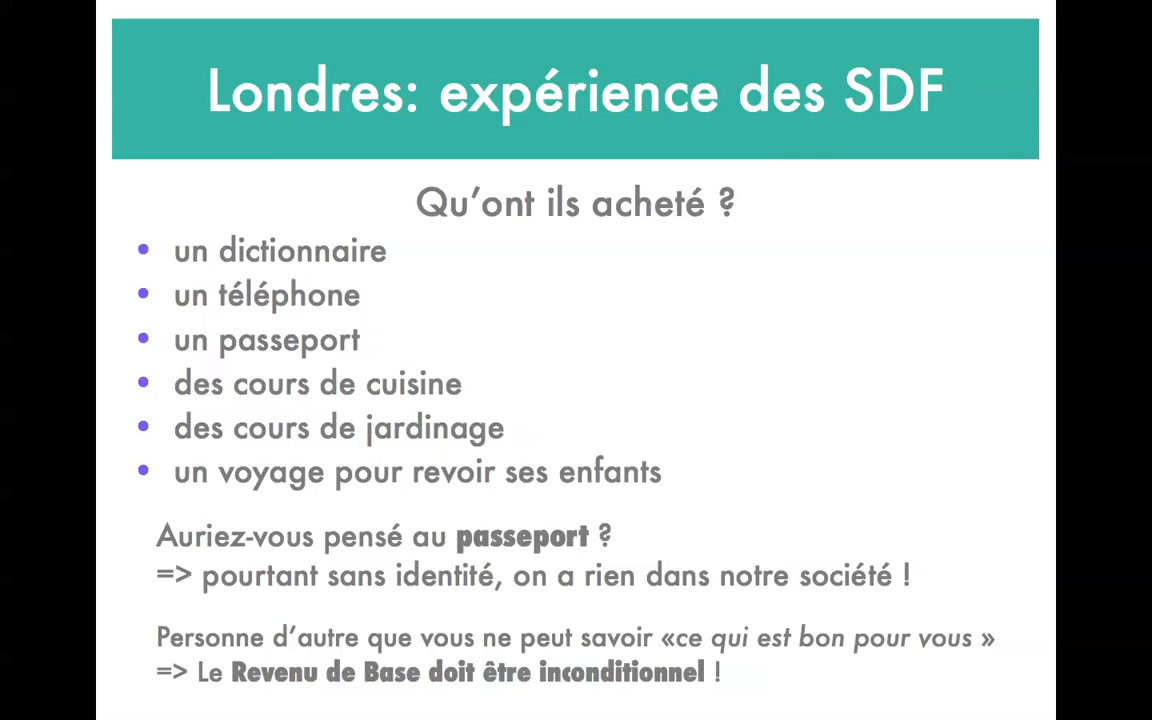 Londres: expérience des SDF
Qu’ont ils acheté ?
• un dictionnaire
• un téléphone
• un passeport
• des cours de cuisine
• des cours de jardinage
• un voyage pour revoir ses enfants
Auriez-vous pensé au passeport ?
=> pourtant sans identité, on a rien dans notre société !
Personne d’autre que vous ne peut savoir «ce qui est bon pour vous »
=> Le Revenu de Base doit être inconditionnel !